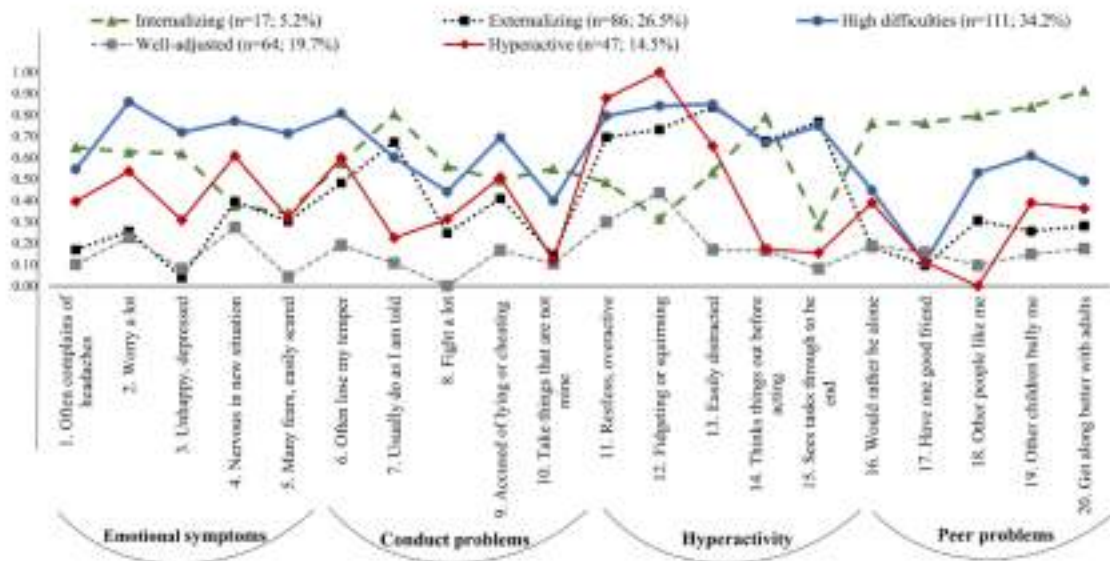 Internalizing (n=17; 5.2%)
Externalizing (n=86; 26.5%)
High difficulties (n=111; 34.2%)
Well-adjusted (n=64; 19.7%)
Hyperactive (n=47; 14.5%)
1.00
0.90
0.80
0.70
0.60
0.50
0.40
0.30
0.20
0.10
0.00
1. Often complains of
headaches
2. Worry a lot
3. Unhappy, depressed
4. Nervous in new situation
5. Many fears, easily scared
6. Often lose my temper
7. Usually do as I am told
8. Fight a lot
9. Accused of lying or cheating
10. Take things that are not
mine
11. Restless, overactive
12. Fidgeting or squirming
13. Easily distracted
14. Thinks things out before
acting
15. Sees tasks through to be
end
16. Would rather be alone
17. Have one good friend
18. Other people like me
19. Other children bully me
20. Get along better with adults
Emotional symptoms
Conduct problems
Hyperactivity
Peer problems